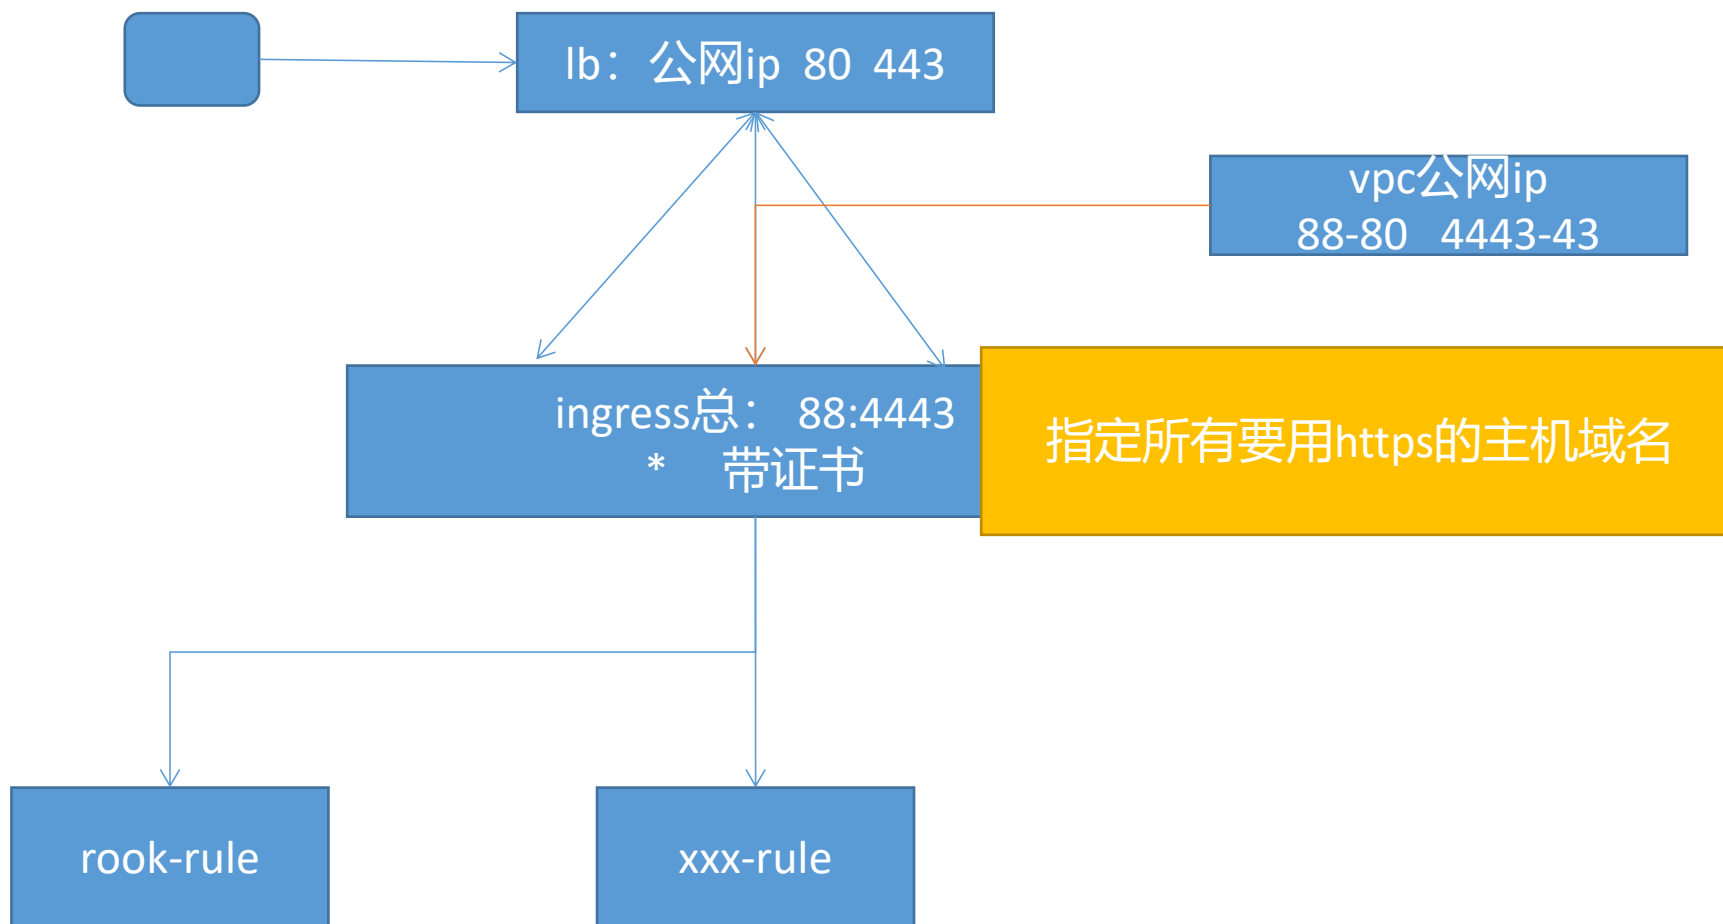 lb：公网ip 80 443
vpc公网ip
88-80 4443-43
ingress总： 88:4443
* 带证书
指定所有要用https的主机域名
rook-rule
xxx-rule